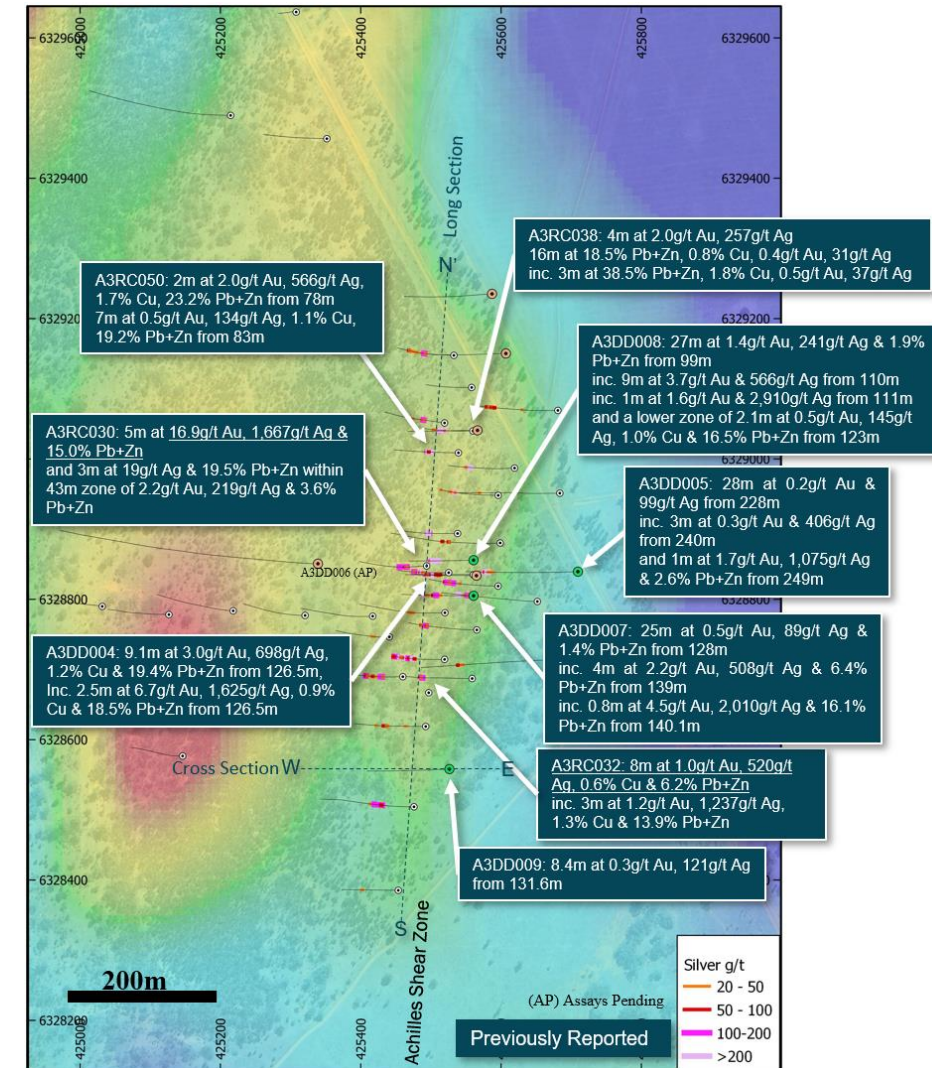 6329600
425000
425200
425400
425600
425800
6329600
6329400
6329400
Long Section
N'
A3RC038: 4m at 2.0g/t Au, 257g/t Ag
16m at 18.5% Pb+Zn, 0.8% Cu, 0.4g/t Au, 31g/t Ag
inc. 3m at 38.5% Pb+Zn, 1.8% Cu, 0.5g/t Au, 37g/t Ag
A3RC050: 2m at 2.0g/t Au, 566g/t Ag,
1.7% Cu, 23.2% Pb+Zn from 78m
7m at 0.5g/t Au, 134g/t Ag, 1.1% Cu,
19.2% Pb+Zn from 83m
6329200
6329200
A3DD008: 27m at 1.4g/t Au, 241g/t Ag & 1.9%
Pb+Zn from 99m
inc. 9m at 3.7g/t Au & 566g/t Ag from 110m
inc. 1m at 1.6g/t Au & 2,910g/t Ag from 111m
and a lower zone of 2.1m at 0.5g/t Au, 145g/t
Ag, 1.0% Cu & 16.5% Pb+Zn from 123m
A3RC030: 5m at 16.9g/t Au, 1,667g/t Ag &
15.0% Pb+Zn
and 3m at 19g/t Ag & 19.5% Pb+Zn within
43m zone of 2.2g/t Au, 219g/t Ag & 3.6%
Pb+Zn
6329000
A3DD005: 28m at 0.2g/t Au &
99g/t Ag from 228m
inc. 3m at 0.3g/t Au & 406g/t Ag
from 240m
and 1m at 1.7g/t Au, 1,075g/t Ag
& 2.6% Pb+Zn from 249m
A3DD006 (AP)
6328800
6328800
A3DD007: 25m at 0.5g/t Au, 89g/t Ag &
1.4% Pb+Zn from 128m
inc. 4m at 2.2g/t Au, 508g/t Ag & 6.4%
Pb+Zn from 139m
inc. 0.8m at 4.5g/t Au, 2,010g/t Ag & 16.1%
Pb+Zn from 140.1m
A3DD004: 9.1m at 3.0g/t Au, 698g/t Ag,
1.2% Cu & 19.4% Pb+Zn from 126.5m,
Inc. 2.5m at 6.7g/t Au, 1,625g/t Ag, 0.9%
Cu & 18.5% Pb+Zn from 126.5m
6328600
Cross Section W
E
A3RC032: 8m at 1.0g/t Au, 520g/t
Ag, 0.6% Cu & 6.2% Pb+Zn
inc. 3m at 1.2g/t Au, 1,237g/t Ag,
1.3% Cu & 13.9% Pb+Zn
A3DD009: 8.4m at 0.3g/t Au, 121g/t Ag
from 131.6m
6328400
S
Achilles Shear Zone
200m
6328200
425000
425200
425400
(AP) Assays Pending
Previously Reported
Silver g/t
20 - 50
50 - 100
100-200
>200